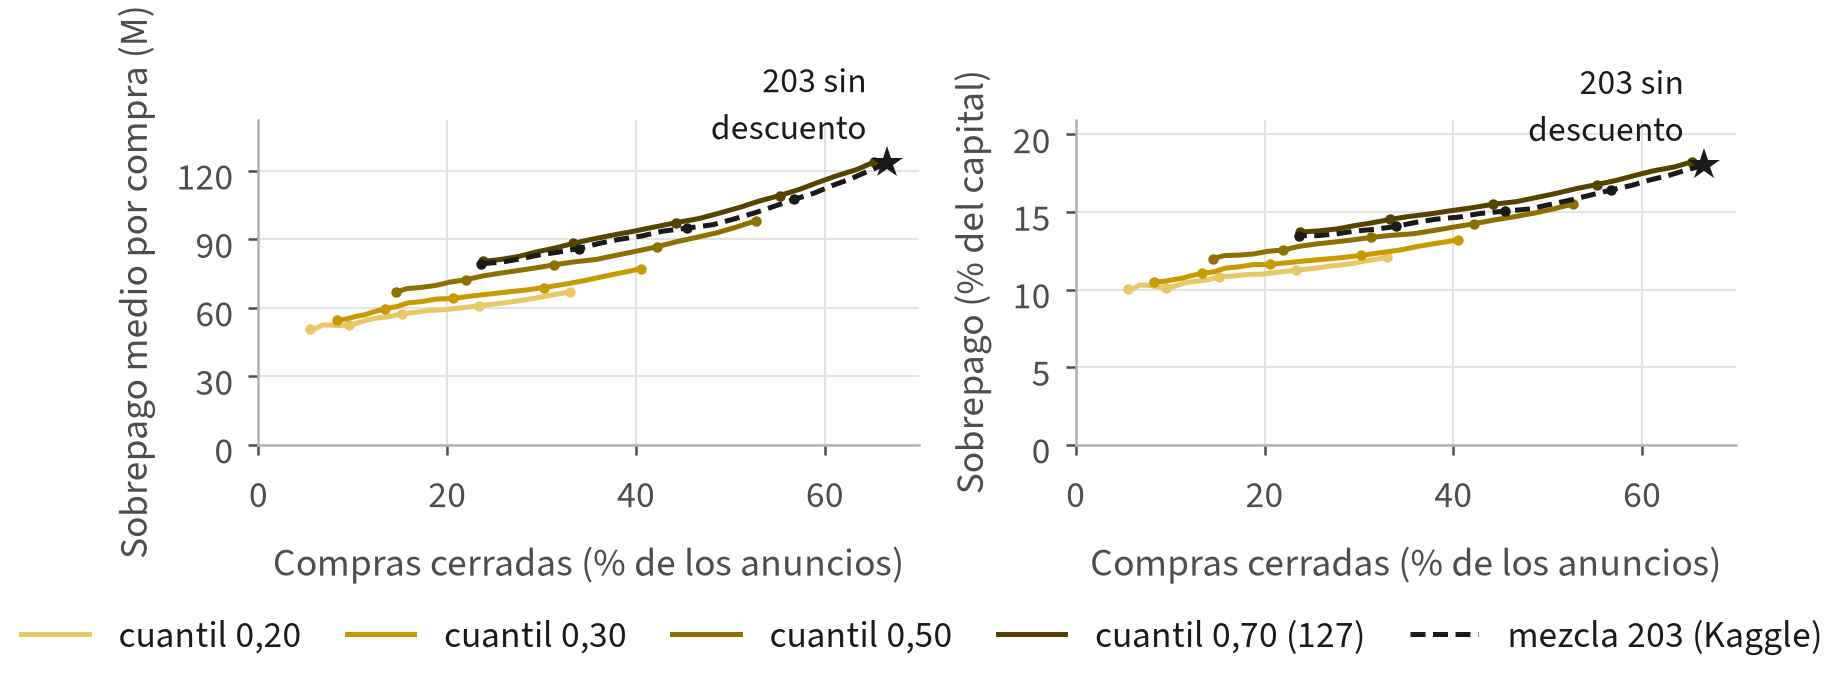 Sobrepago medio por compra (M)
203 sin
descuento
120
90
60
30
0
0
20
40
60
Compras cerradas (% de los anuncios)
Sobrepago (% del capital)
203 sin
descuento
20
15
10
5
0
0
20
40
60
Compras cerradas (% de los anuncios)
cuantil 0,20
cuantil 0,30
cuantil 0,50
cuantil 0,70 (127)
mezcla 203 (Kaggle)